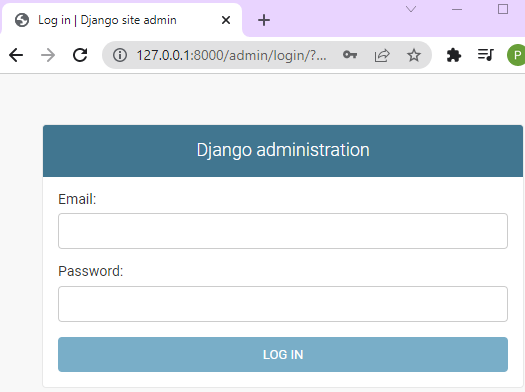 Log in | Django site admin
127.0.0.1:8000/admin/login/?...
P
Django administration
Email:
Password:
LOG IN